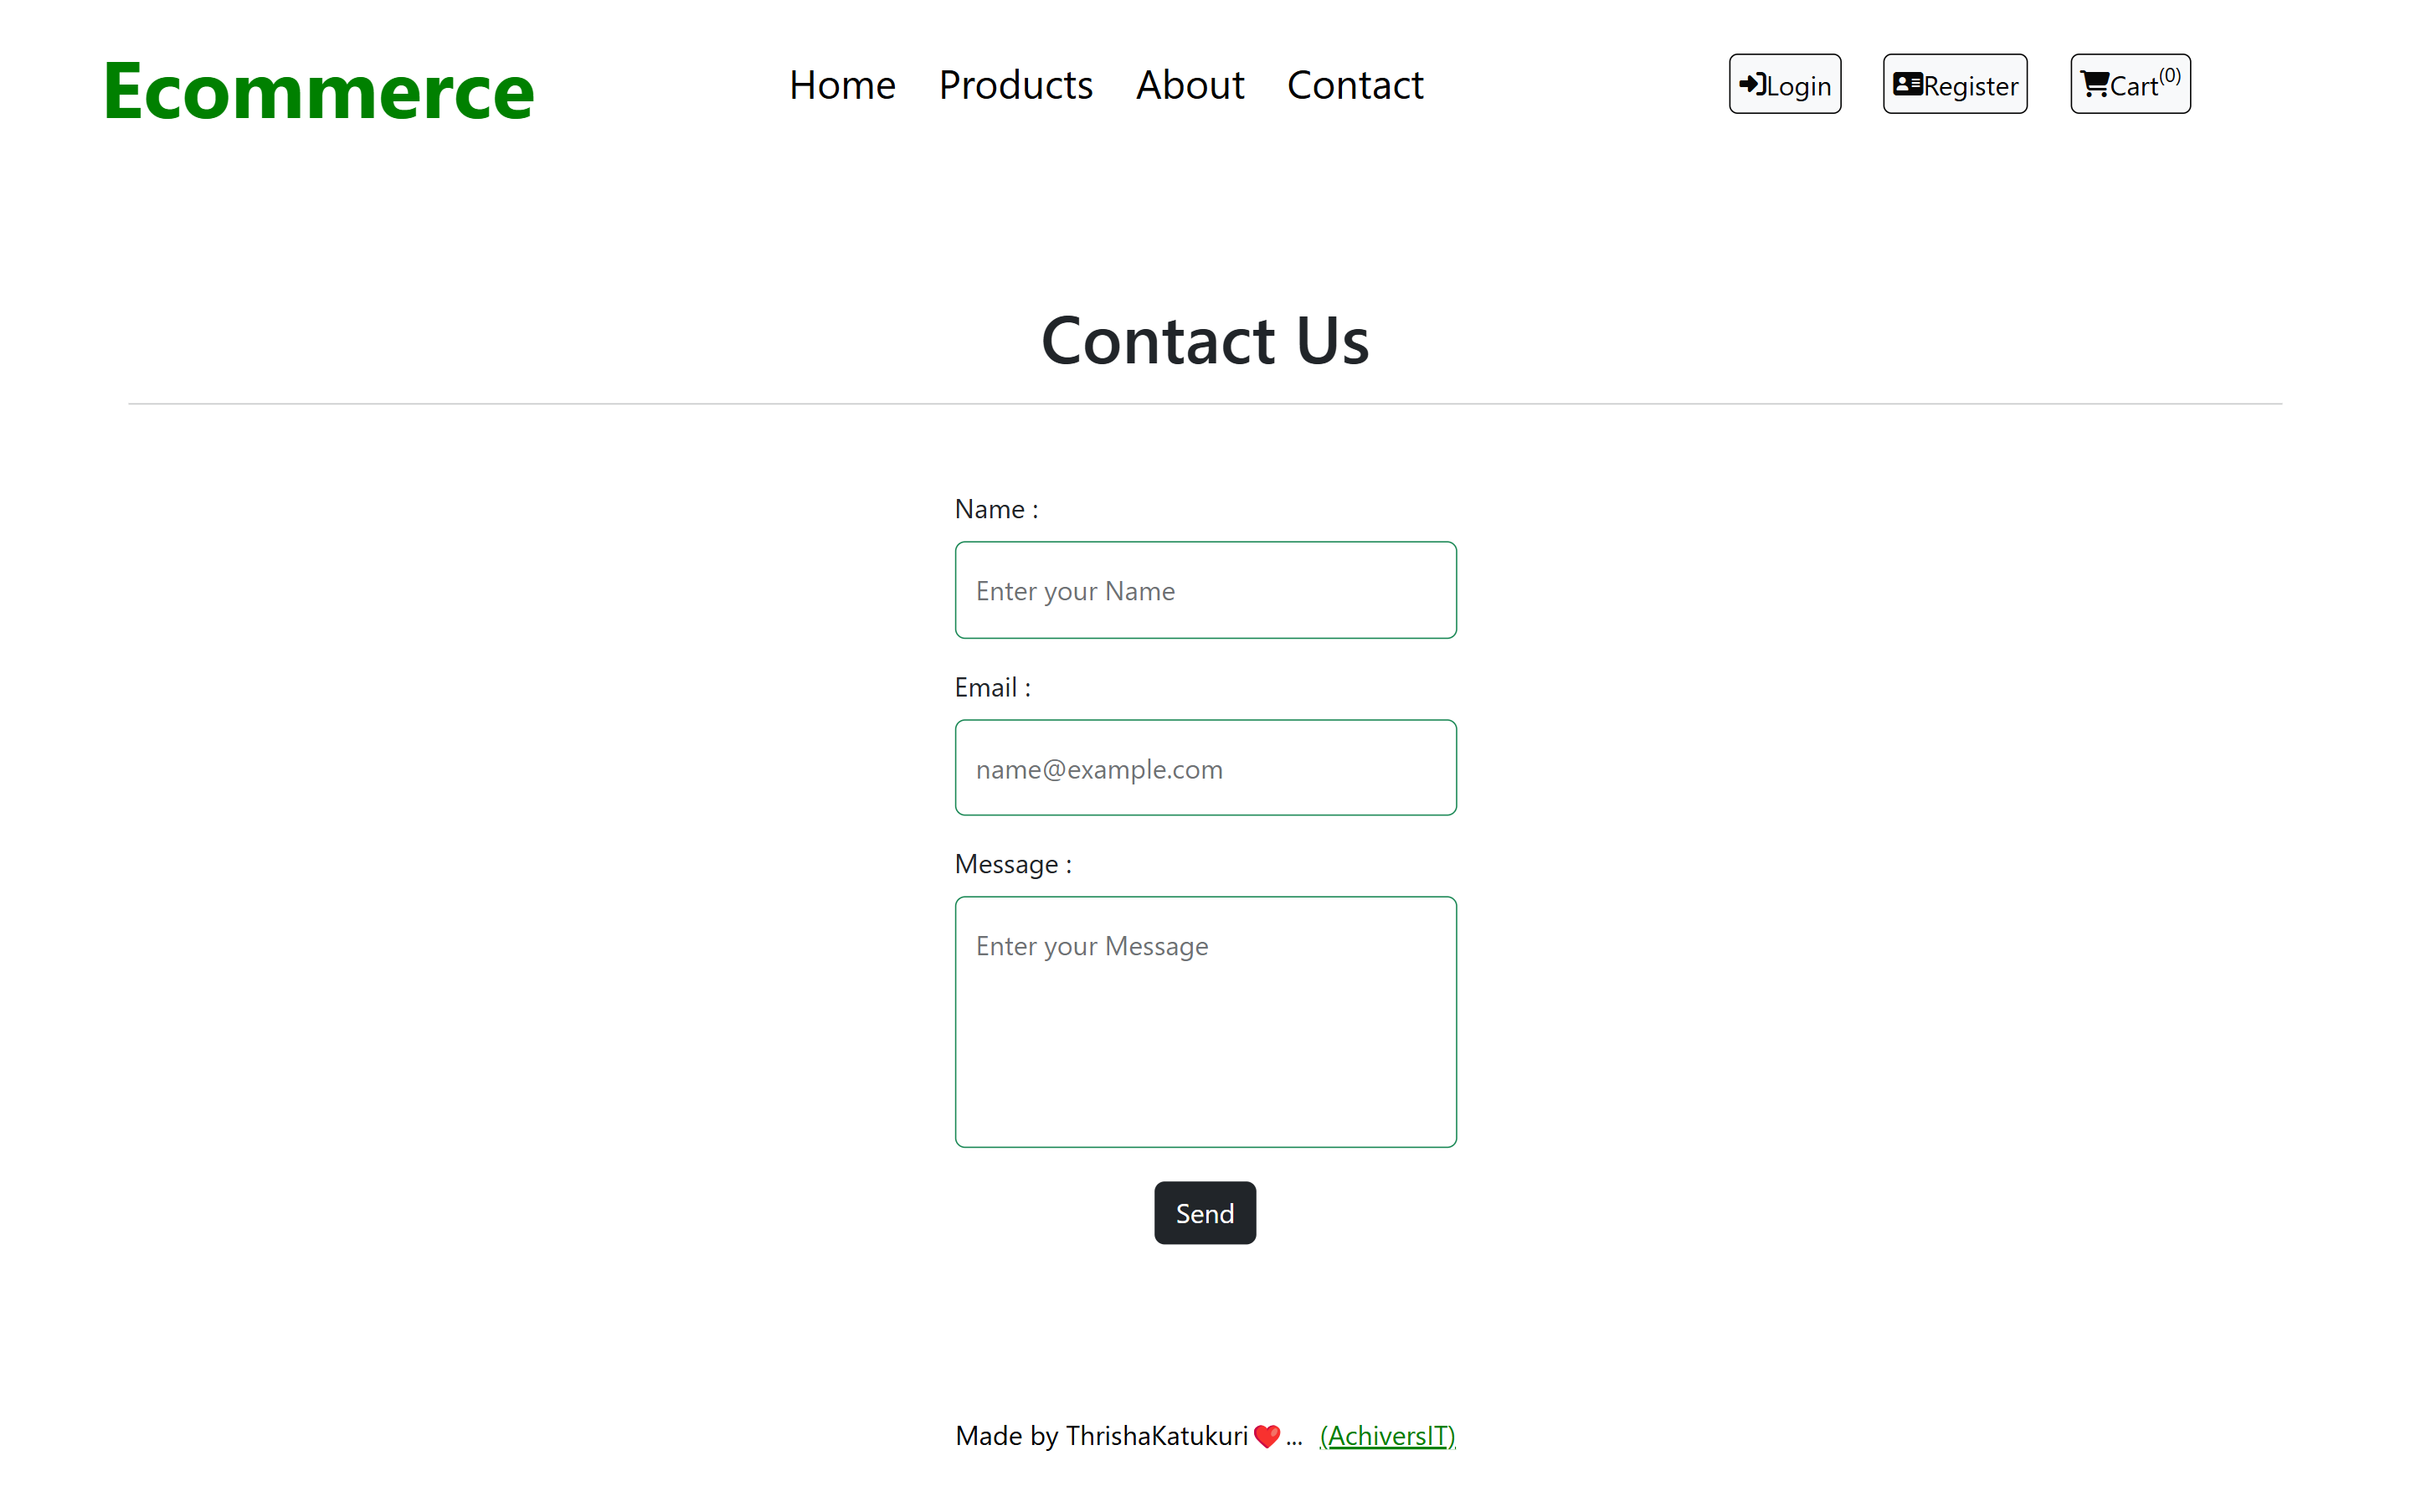 Ecommerce
Home Products About Contact
Login Register Cart(0)
Contact Us
Name :
Enter your Name
Email :
name@example.com
Message :
Enter your Message
Send
Made by ThrishaKatukuri❤️... (AchiversIT)